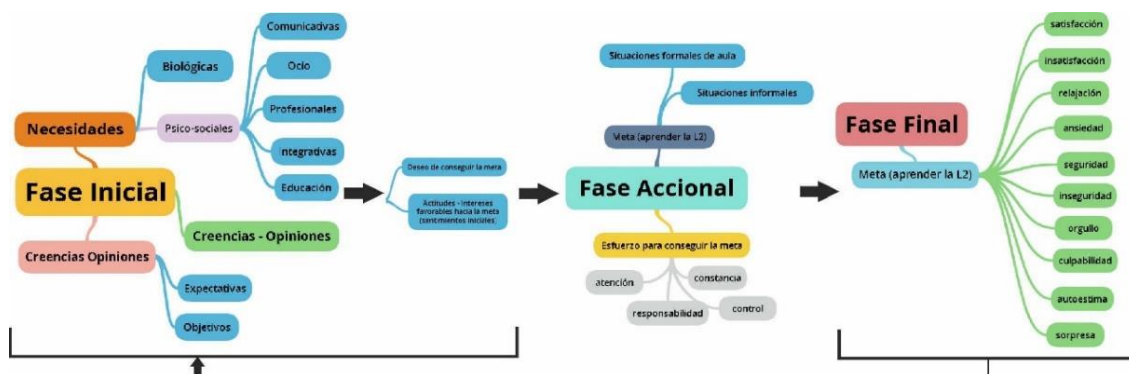 Comunicativas
Biológicas
Ocio
Profesionales
Necesidades
Psico-sociales
Integrativas
Educación
Fase Inicial
Creencias - Opiniones
Creencias Opiniones
Expectativas
Objetivos
Deseo de conseguir la meta
Actitudes - Intereses
favorables hacia la meta
(sentimientos iniciales)
Situaciones formales de aula
Situaciones informales
Meta (aprender la L2)
Fase Accional
Esfuerzo para conseguir la meta
atención
constancia
responsabilidad
control
Fase Final
Meta (aprender la L2)
satisfacción
insatisfacción
relajación
ansiedad
seguridad
inseguridad
orgullo
culpabilidad
autoestima
sorpresa